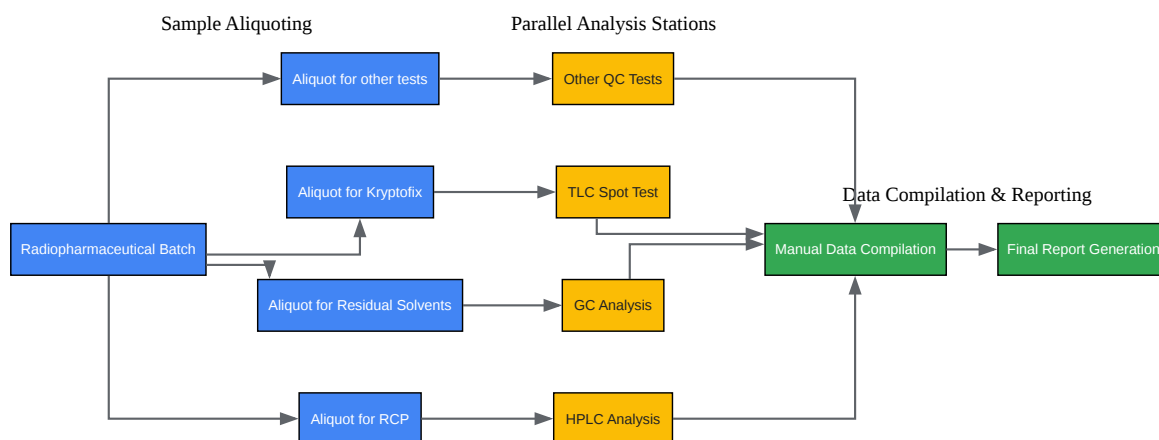 Sample Aliquoting
Parallel Analysis Stations
Aliquot for other tests
Other QC Tests
Aliquot for Kryptofix
TLC Spot Test
Data Compilation & Reporting
Radiopharmaceutical Batch
Manual Data Compilation
Final Report Generation
Aliquot for Residual Solvents
GC Analysis
Aliquot for RCP
HPLC Analysis